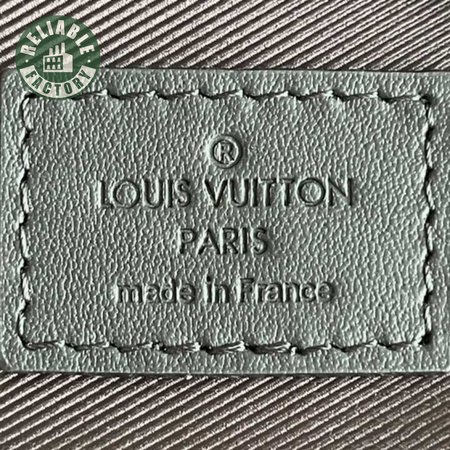 RELIABLE
FACTORY
®
LOUIS VUITTON
PARIS
made in France